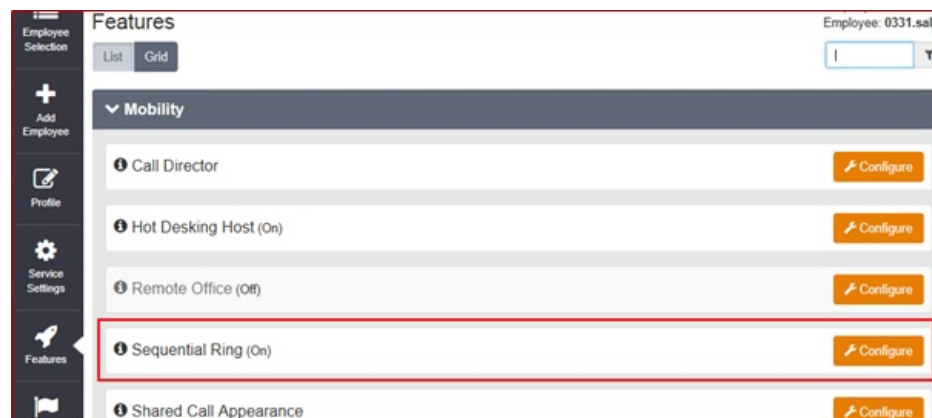 Employee
Selection
Add
Employee
Profile
Service
Settings
Features
Features
Employee: 0331.sal
List Grid
Mobility
Call Director Configure
Hot Desking Host (On) Configure
Remote Office (Off) Configure
Sequential Ring (On) Configure
Shared Call Appearance Configure